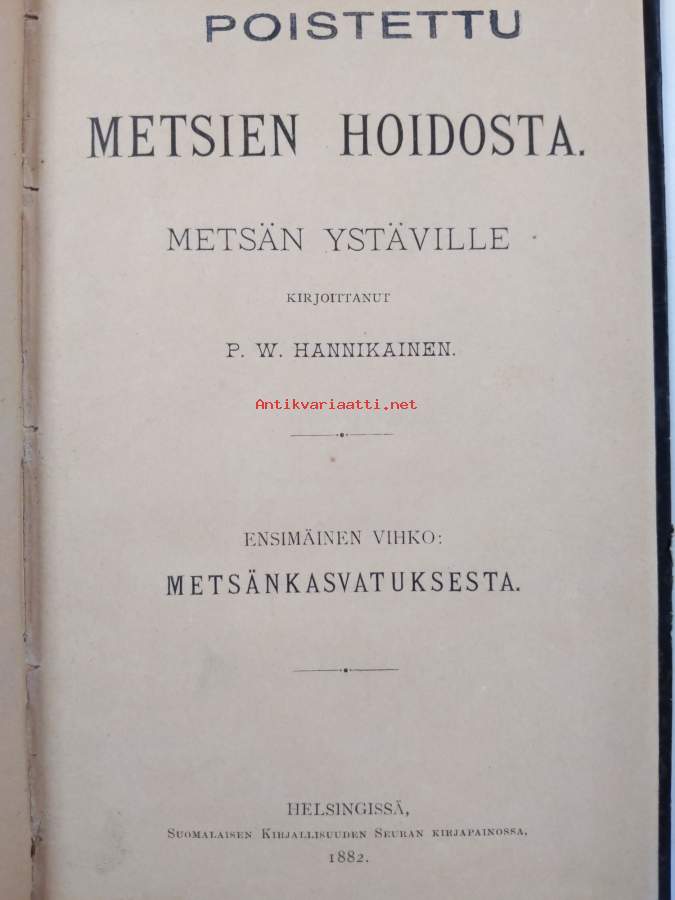 POISTETTU
METSIEN HOIDOSTA.
METSÄN YSTÄVILLE
KIRJOITTANUT
P. W. HANNIKAINEN.
Antikvariaatti.net
ENSIMÄINEN VIHKO:
METSÄNKASVATUKSESTA.
HELSINGISSÄ,
SUOMALAISEN KIRJALLISUUDEN SEURAN KIRJAPAINOSSA,
1882.